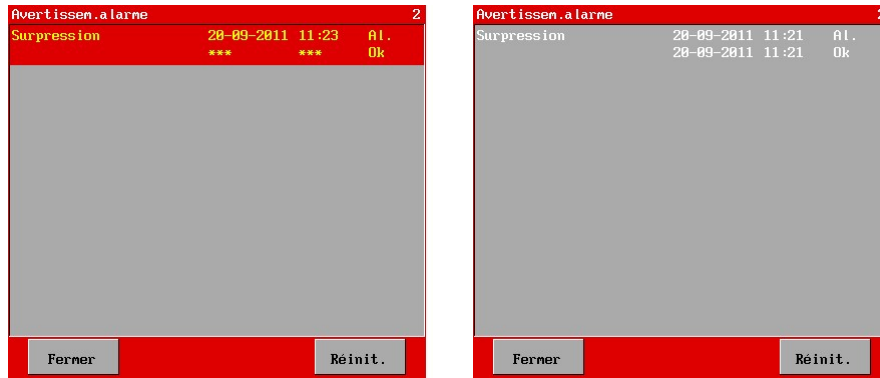 Avertissem.alarme 2
Surpression 20-09-2011 11:23 Al.
*** *** Ok
Fermer Réinit.
Avertissem.alarme 2
Surpression 20-09-2011 11:21 Al.
20-09-2011 11:21 Ok
Fermer Réinit.